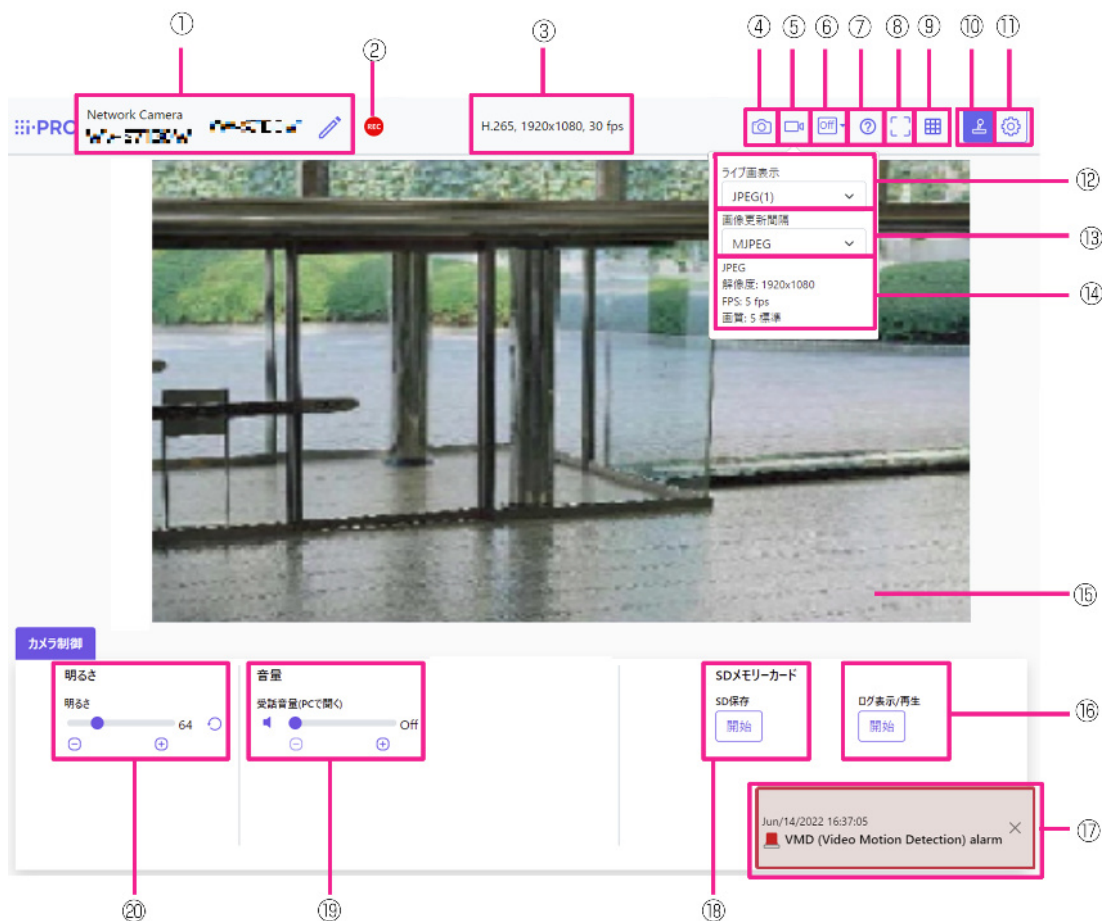 ① ② ③ ④ ⑤ ⑥ ⑦ ⑧ ⑨ ⑩ ⑪
i-PRO
Network Camera
REC
H.265, 1920x1080, 30 fps
Off
ライブ画表示
JPEG(1)
⑫
画像更新間隔
MJPEG
⑬
JPEG
解像度: 1920x1080
FPS: 5 fps
画質: 5 標準
⑭
⑮
カメラ制御
明るさ
明るさ
64
音量
受話音量(PCで聞く)
Off
SDメモリーカード
SD保存
開始
ログ表示/再生
開始
⑯
Jun/14/2022 16:37:05
VMD (Video Motion Detection) alarm
⑰
⑳ ⑲ ⑱